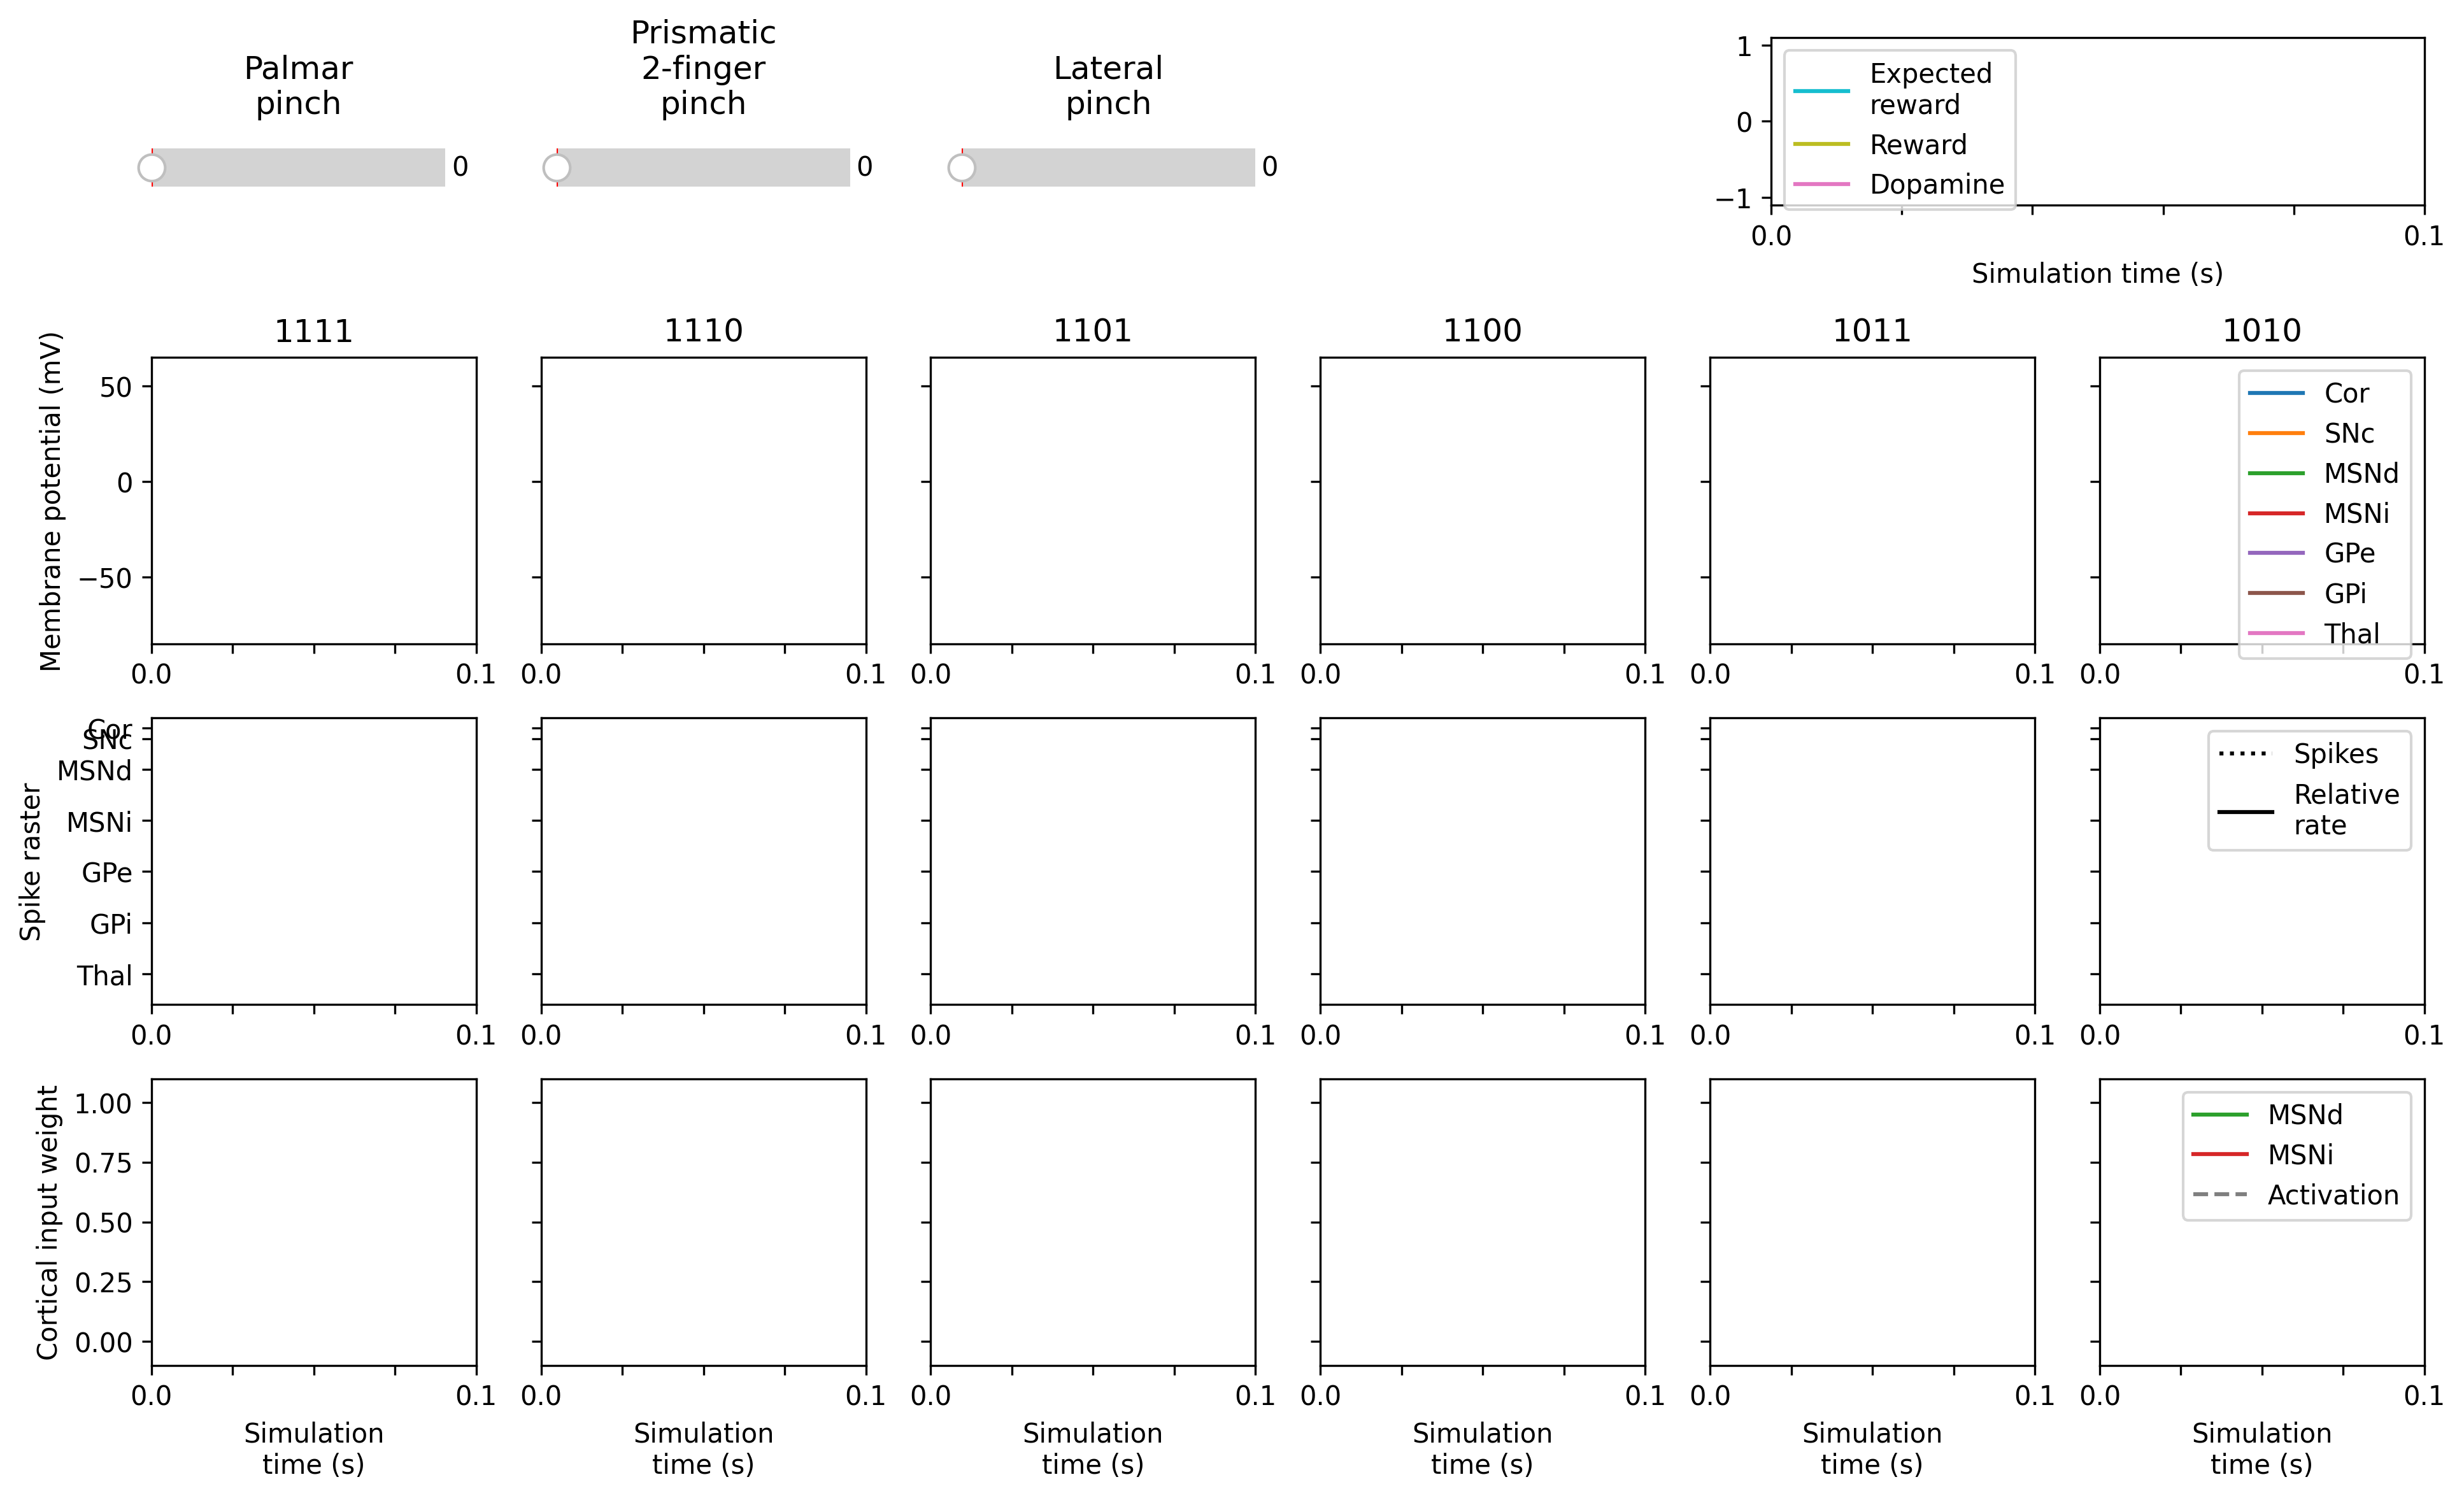 Palmar
pinch
0
Prismatic
2-finger
pinch
0
Lateral
pinch
0
1
0
−1
Expected
reward
Reward
Dopamine
0.0
0.1
Simulation time (s)
1111
1110
1101
1100
1011
1010
Membrane potential (mV)
50
0
−50
Cor
SNc
MSNd
MSNi
GPe
GPi
Thal
0.0 0.1
0.0 0.1
0.0 0.1
0.0 0.1
0.0 0.1
0.0 0.1
Spike raster
Cor
SNc
MSNd
MSNi
GPe
GPi
Thal
Spikes
Relative
rate
0.0 0.1
0.0 0.1
0.0 0.1
0.0 0.1
0.0 0.1
0.0 0.1
Cortical input weight
1.00
0.75
0.50
0.25
0.00
MSNd
MSNi
Activation
0.0 0.1
0.0 0.1
0.0 0.1
0.0 0.1
0.0 0.1
0.0 0.1
Simulation
time (s)
Simulation
time (s)
Simulation
time (s)
Simulation
time (s)
Simulation
time (s)
Simulation
time (s)